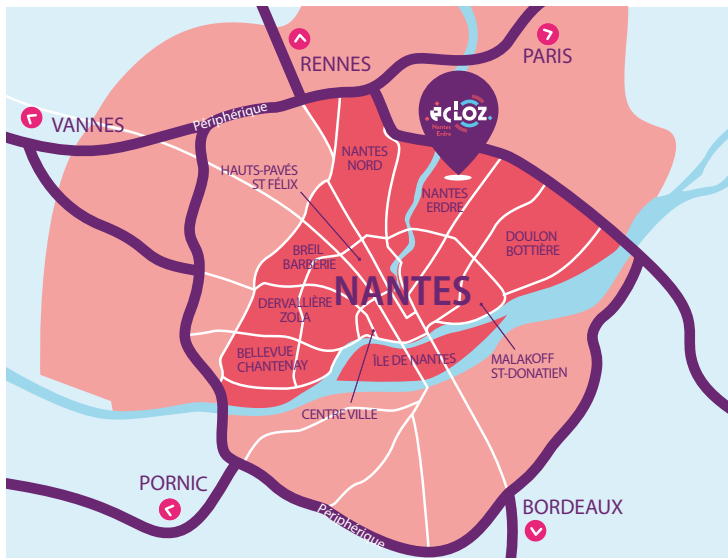 RENNES
PARIS
VANNES
Périphérique
éclOZ.
Nantes
Erdre
NANTES
NORD
HAUTS-PAVÉS
ST FÉLIX
NANTES
ERDRE
DOULON
BOTTIÈRE
BREIL
BARBERIE
NANTES
DERVALLIÈRE
ZOLA
BELLEVUE
CHANTENAY
ÎLE DE NANTES
MALAKOFF
ST-DONATIEN
CENTRE VILLE
PORNIC
BORDEAUX
Périphérique